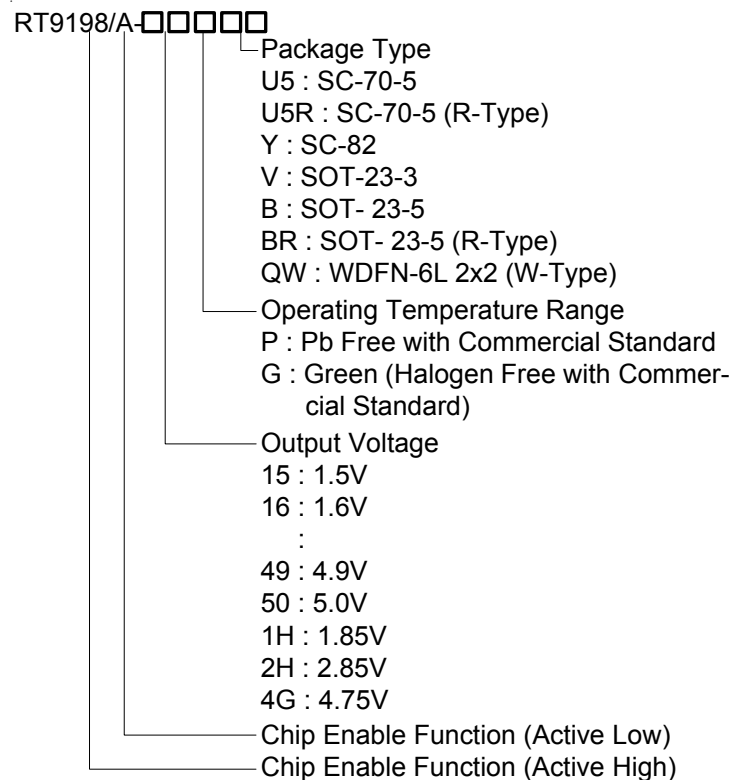 RT9198/A-□□□□□
Package Type
U5 : SC-70-5
U5R : SC-70-5 (R-Type)
Y : SC-82
V : SOT-23-3
B : SOT- 23-5
BR : SOT- 23-5 (R-Type)
QW : WDFN-6L 2x2 (W-Type)
Operating Temperature Range
P : Pb Free with Commercial Standard
G : Green (Halogen Free with Commer-
cial Standard)
Output Voltage
15 : 1.5V
16 : 1.6V
:
49 : 4.9V
50 : 5.0V
1H : 1.85V
2H : 2.85V
4G : 4.75V
Chip Enable Function (Active Low)
Chip Enable Function (Active High)